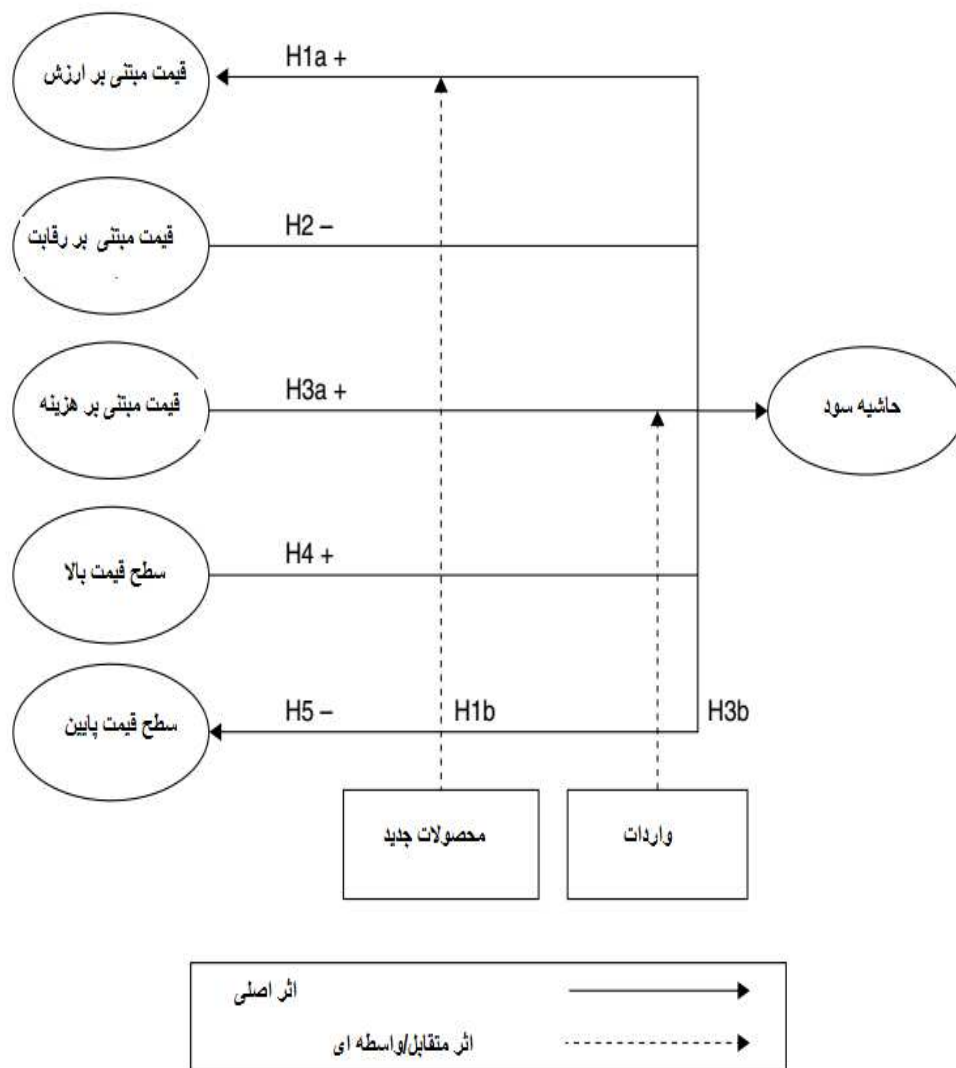 قیمت مبتنی بر ارزش
H1a +
قیمت مبتنی بر رقابت
H2 –
قیمت مبتنی بر هزینه
H3a +
حاشیه سود
سطح قیمت بالا
H4 +
سطح قیمت پایین
H5 –
H1b
H3b
محصولات جدید
واردات
اثر اصلی
اثر متقابل/واسطه ای